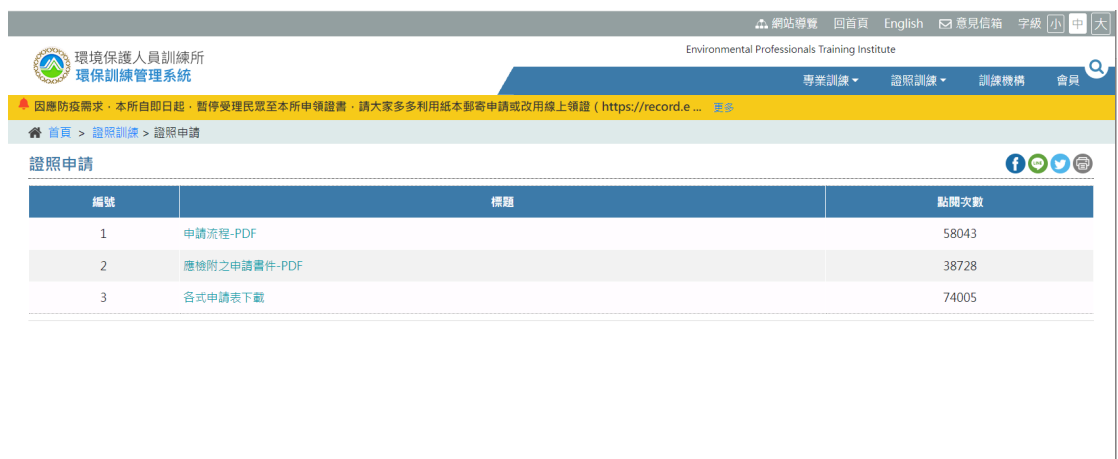 網站導覽 回首頁 English 意見信箱 字級 小 中 大
環境保護人員訓練所
環保訓練管理系統
Environmental Professionals Training Institute
專業訓練 證照訓練 訓練機構 會員
因應防疫需求，本所自即日起，暫停受理民眾至本所申領證書，請大家多多利用紙本郵寄申請或改用線上領證 ( https://record.e ... 更多
首頁 > 證照訓練 > 證照申請
證照申請
編號 標題 點閱次數
1 申請流程-PDF 58043
2 應檢附之申請書件-PDF 38728
3 各式申請表下載 74005